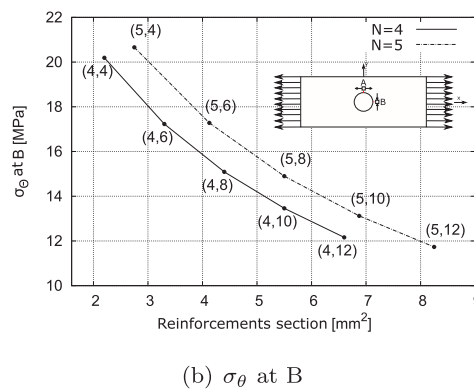 N=4
N=5
22
20
18
16
14
12
10
σΘ at B [MPa]
(4,4)
(5,4)
(4,6)
(5,6)
(4,8)
(5,8)
(4,10)
(5,10)
(4,12)
(5,12)
y
A
B
x
2 3 4 5 6 7 8 9
Reinforcements section [mm²]
(b) σθ at B